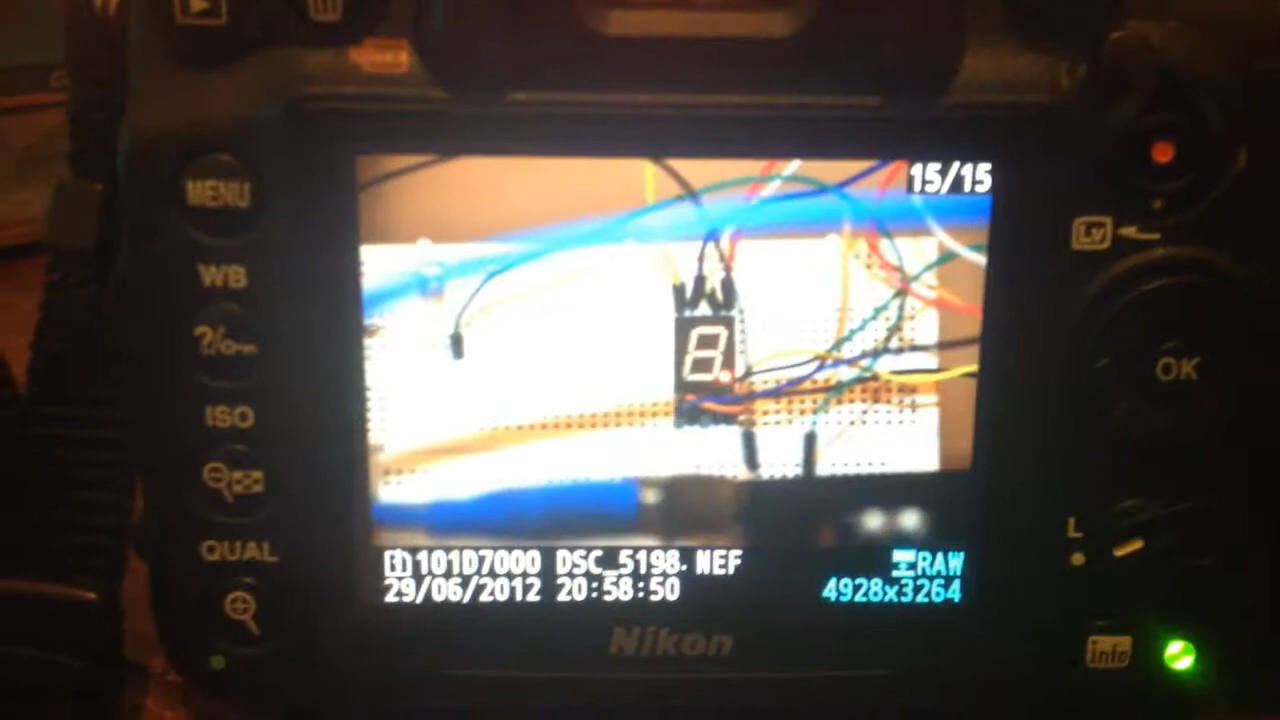 MENU
WB
?
ISO
QUAL
15/15
8.
101D7000 DSC_5198.NEF
RAW
29/06/2012 20:58:50
4928x3264
Nikon
Lv
OK
L
info